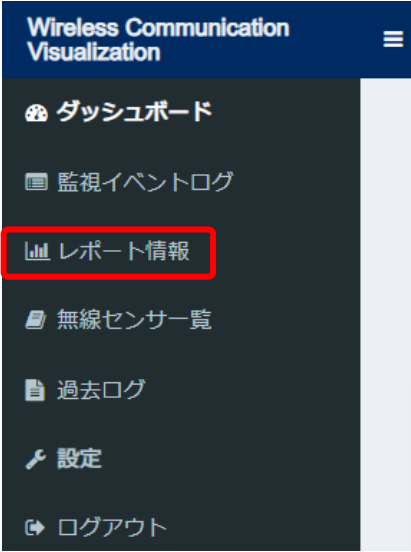 Wireless Communication
Visualization
ダッシュボード
監視イベントログ
レポート情報
無線センサ一覧
過去ログ
設定
ログアウト